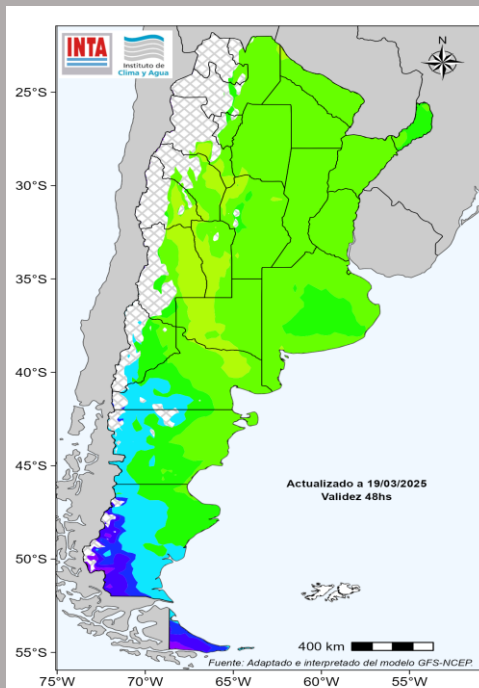 INTA
Instituto de
Clima y Agua
N
25°S
30°S
35°S
40°S
45°S
50°S
55°S
Actualizado a 19/03/2025
Validez 48hs
400 km
Fuente: Adaptado e interpretado del modelo GFS-NCEP.
75°W
70°W
65°W
60°W
55°W